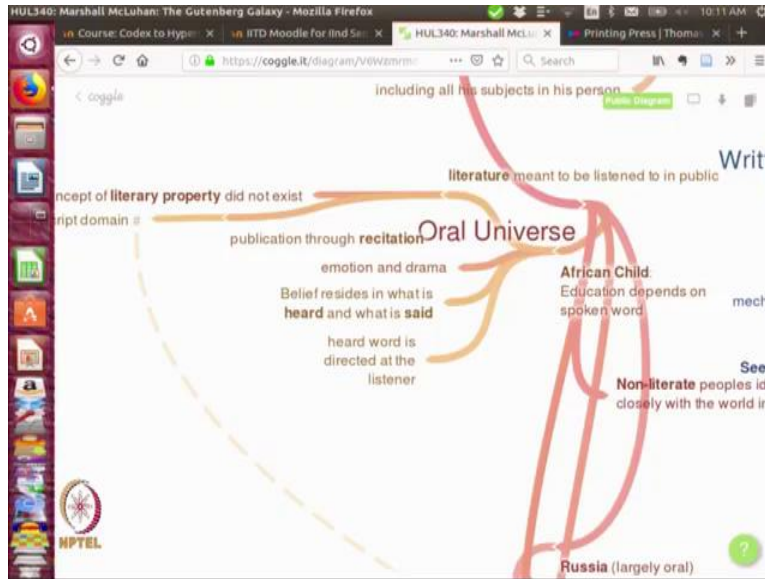 HUL340: Marshall McLuhan: The Gutenberg Galaxy - Mozilla Firefox
En
10:11 AM
Course: Codex to Hyper
IITD Moodle for IInd Se
HUL340: Marshall McLu
Printing Press | Thoma
https://coggle.it/diagram/V6Wzmrm
Search
coggle
including all his subjects in his person
Public Diagram
Writ
literature meant to be listened to in public
ncept of literary property did not exist
ript domain #
publication through recitation
Oral Universe
emotion and drama
African Child:
Education depends on
spoken word
Belief resides in what is
heard and what is said
mech
heard word is
directed at the
listener
See
Non-literate peoples id
closely with the world in
NPTEL
Russia (largely oral)
?